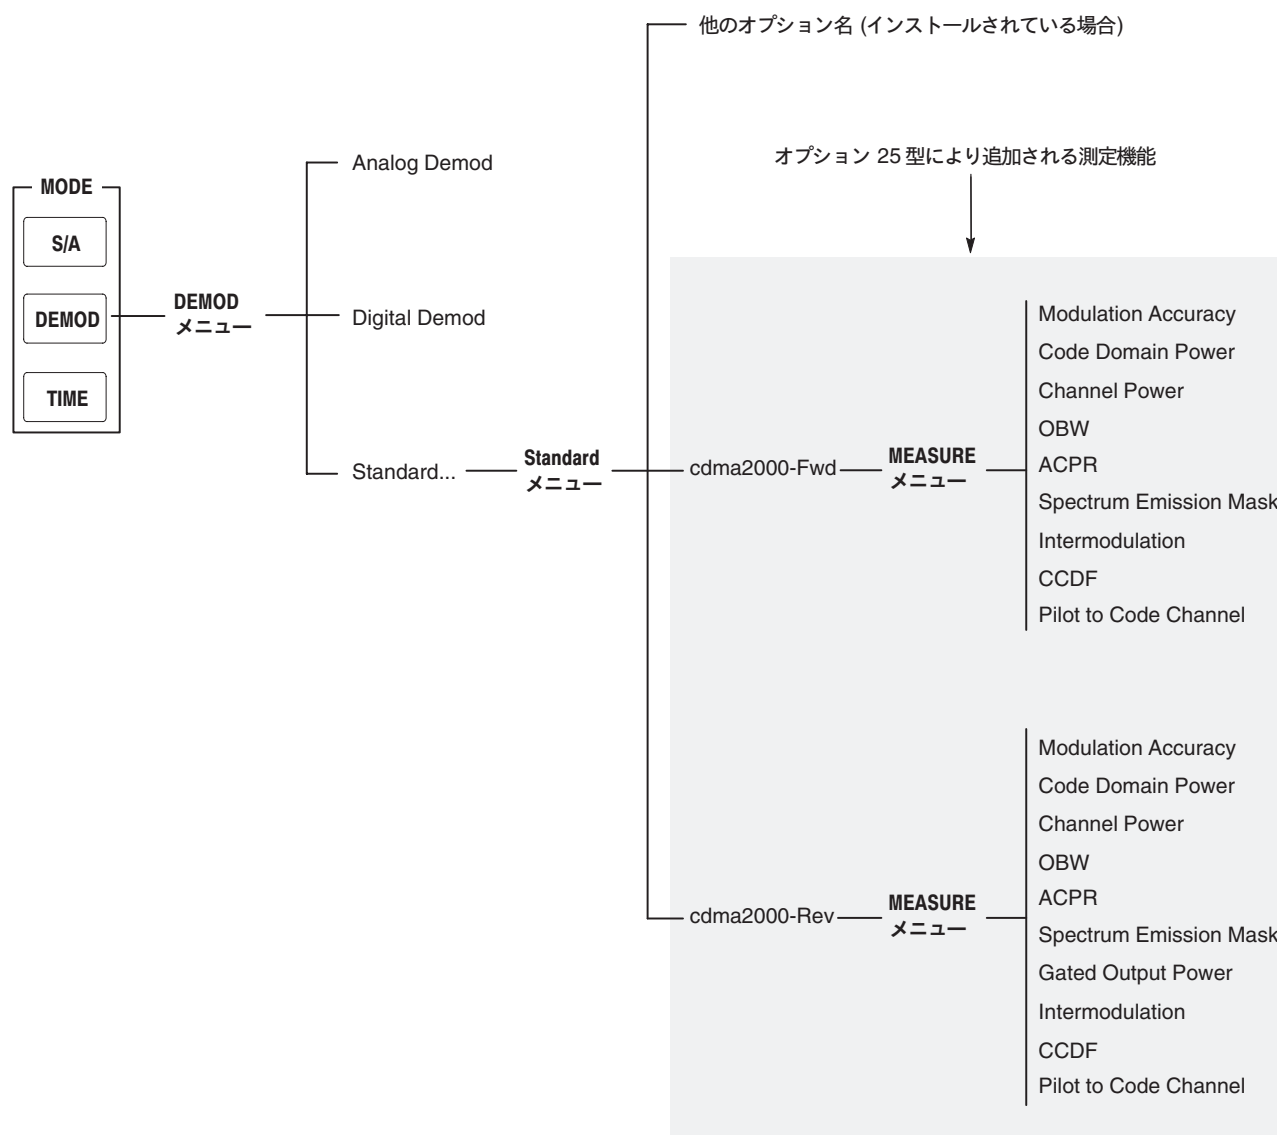 他のオプション名 (インストールされている場合)
オプション 25 型により追加される測定機能
MODE
S/A
DEMOD
TIME
DEMOD
メニュー
Analog Demod
Digital Demod
Standard...
Standard
メニュー
cdma2000-Fwd
MEASURE
メニュー
Modulation Accuracy
Code Domain Power
Channel Power
OBW
ACPR
Spectrum Emission Mask
Intermodulation
CCDF
Pilot to Code Channel
cdma2000-Rev
MEASURE
メニュー
Modulation Accuracy
Code Domain Power
Channel Power
OBW
ACPR
Spectrum Emission Mask
Gated Output Power
Intermodulation
CCDF
Pilot to Code Channel